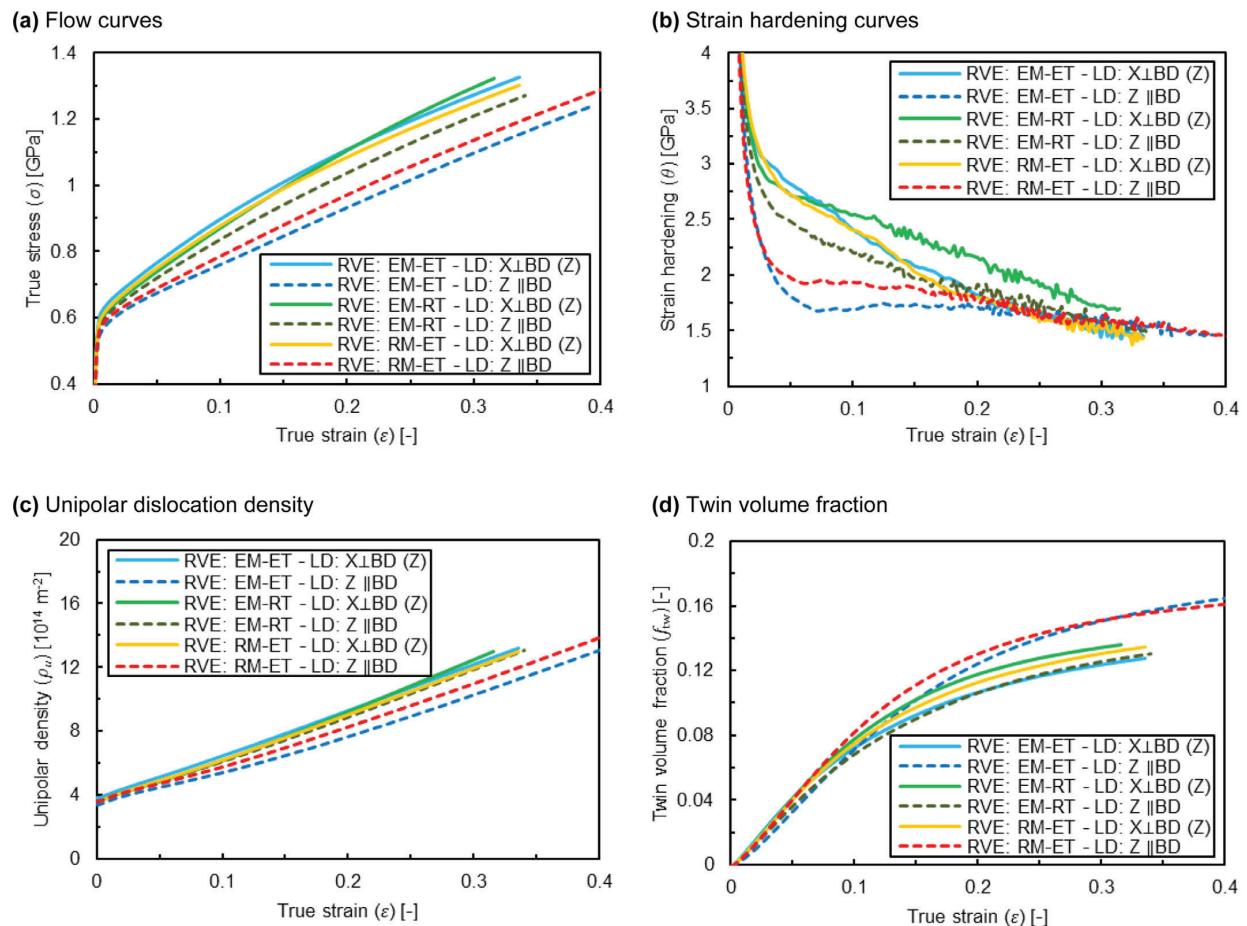 (a) Flow curves
1.4
1.2
1
0.8
0.6
0.4
0
0.1
0.2
0.3
0.4
True stress (σ) [GPa]
True strain (ε) [-]
RVE: EM-ET - LD: X⊥BD (Z)
RVE: EM-ET - LD: Z ∥BD
RVE: EM-RT - LD: X⊥BD (Z)
RVE: EM-RT - LD: Z ∥BD
RVE: RM-ET - LD: X⊥BD (Z)
RVE: RM-ET - LD: Z ∥BD
(b) Strain hardening curves
4
3.5
3
2.5
2
1.5
1
0
0.1
0.2
0.3
0.4
Strain hardening (θ) [GPa]
True strain (ε) [-]
RVE: EM-ET - LD: X⊥BD (Z)
RVE: EM-ET - LD: Z ∥BD
RVE: EM-RT - LD: X⊥BD (Z)
RVE: EM-RT - LD: Z ∥BD
RVE: RM-ET - LD: X⊥BD (Z)
RVE: RM-ET - LD: Z ∥BD
(c) Unipolar dislocation density
20
16
12
8
4
0
0
0.1
0.2
0.3
0.4
Unipolar density (ρᵤ) [10¹⁴ m⁻²]
True strain (ε) [-]
RVE: EM-ET - LD: X⊥BD (Z)
RVE: EM-ET - LD: Z ∥BD
RVE: EM-RT - LD: X⊥BD (Z)
RVE: EM-RT - LD: Z ∥BD
RVE: RM-ET - LD: X⊥BD (Z)
RVE: RM-ET - LD: Z ∥BD
(d) Twin volume fraction
0.2
0.16
0.12
0.08
0.04
0
0
0.1
0.2
0.3
0.4
Twin volume fraction (f_tw) [-]
True strain (ε) [-]
RVE: EM-ET - LD: X⊥BD (Z)
RVE: EM-ET - LD: Z ∥BD
RVE: EM-RT - LD: X⊥BD (Z)
RVE: EM-RT - LD: Z ∥BD
RVE: RM-ET - LD: X⊥BD (Z)
RVE: RM-ET - LD: Z ∥BD